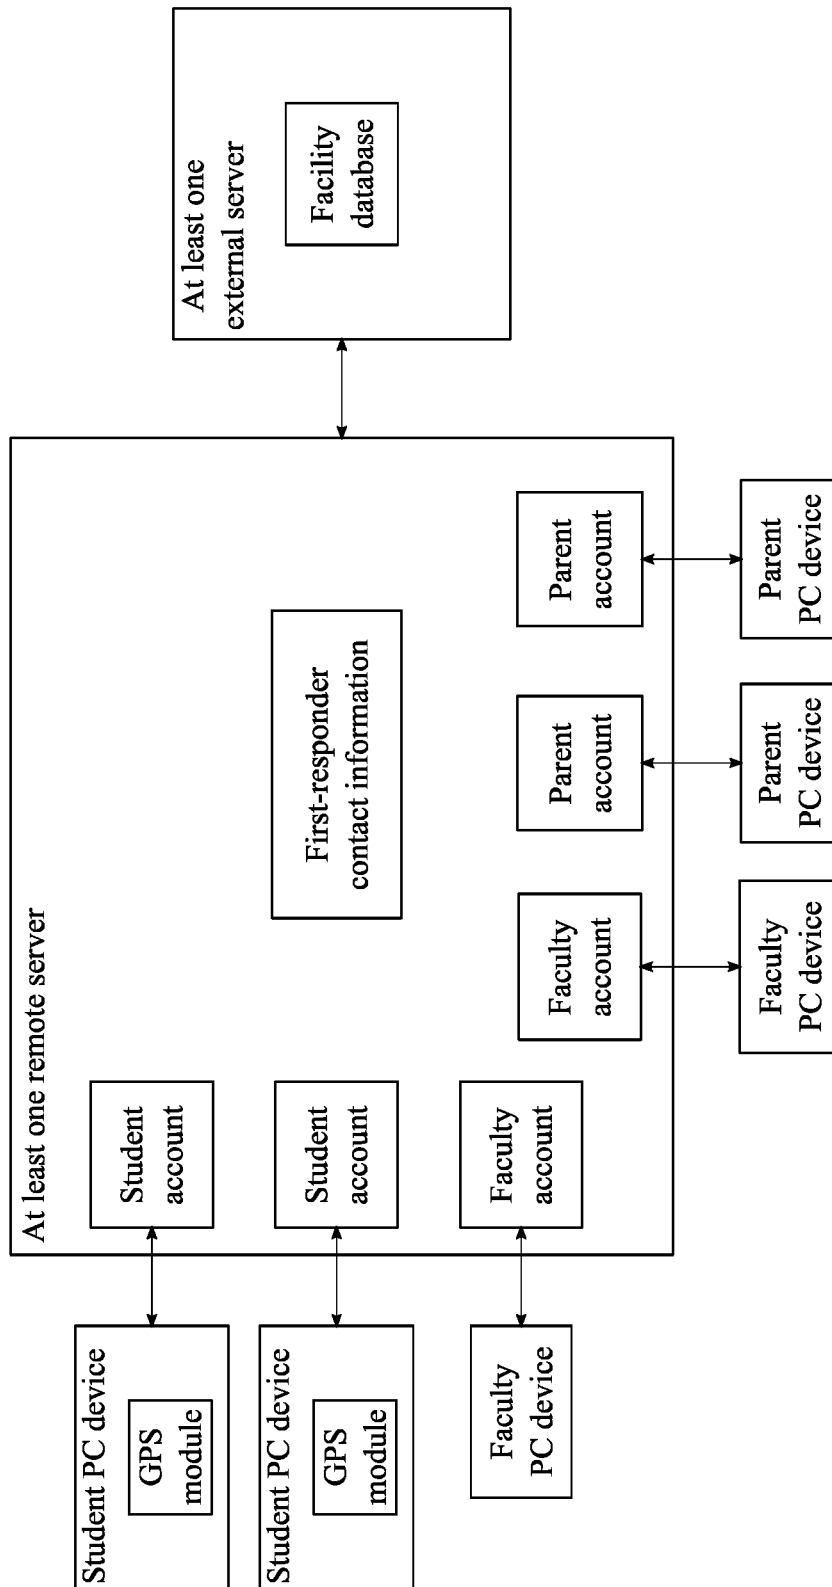 Student PC device
GPS
module
Student PC device
GPS
module
Faculty
PC device
At least one remote server
Student
account
Student
account
Faculty
account
First-responder
contact information
Faculty
account
Parent
account
Parent
account
Faculty
PC device
Parent
PC device
Parent
PC device
At least one
external server
Facility
database